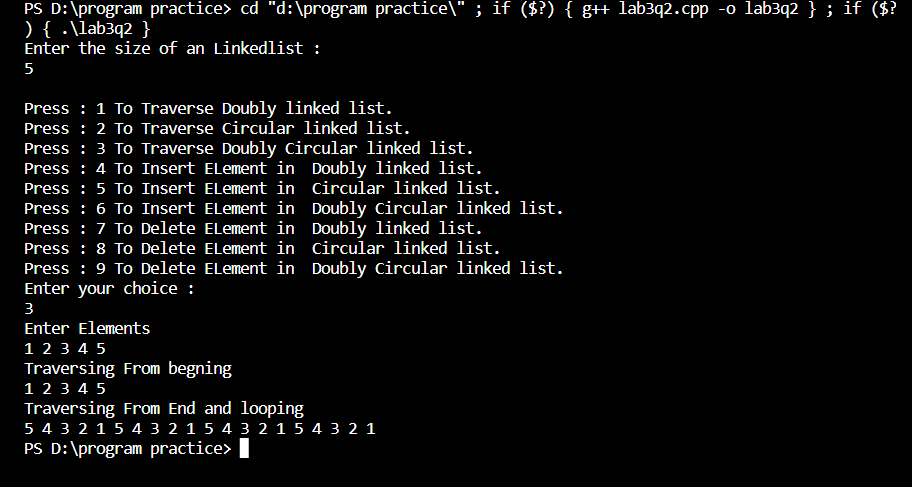 PS D:\program practice> cd "d:\program practice\" ; if ($?) { g++ lab3q2.cpp -o lab3q2 } ; if ($?
) { .\lab3q2 }
Enter the size of an Linkedlist :
5
Press : 1 To Traverse Doubly linked list.
Press : 2 To Traverse Circular linked list.
Press : 3 To Traverse Doubly Circular linked list.
Press : 4 To Insert ELement in  Doubly linked list.
Press : 5 To Insert ELement in  Circular linked list.
Press : 6 To Insert ELement in  Doubly Circular linked list.
Press : 7 To Delete ELement in  Doubly linked list.
Press : 8 To Delete ELement in  Circular linked list.
Press : 9 To Delete ELement in  Doubly Circular linked list.
Enter your choice :
3
Enter Elements
1 2 3 4 5
Traversing From begning
1 2 3 4 5
Traversing From End and looping
5 4 3 2 1 5 4 3 2 1 5 4 3 2 1 5 4 3 2 1
PS D:\program practice>